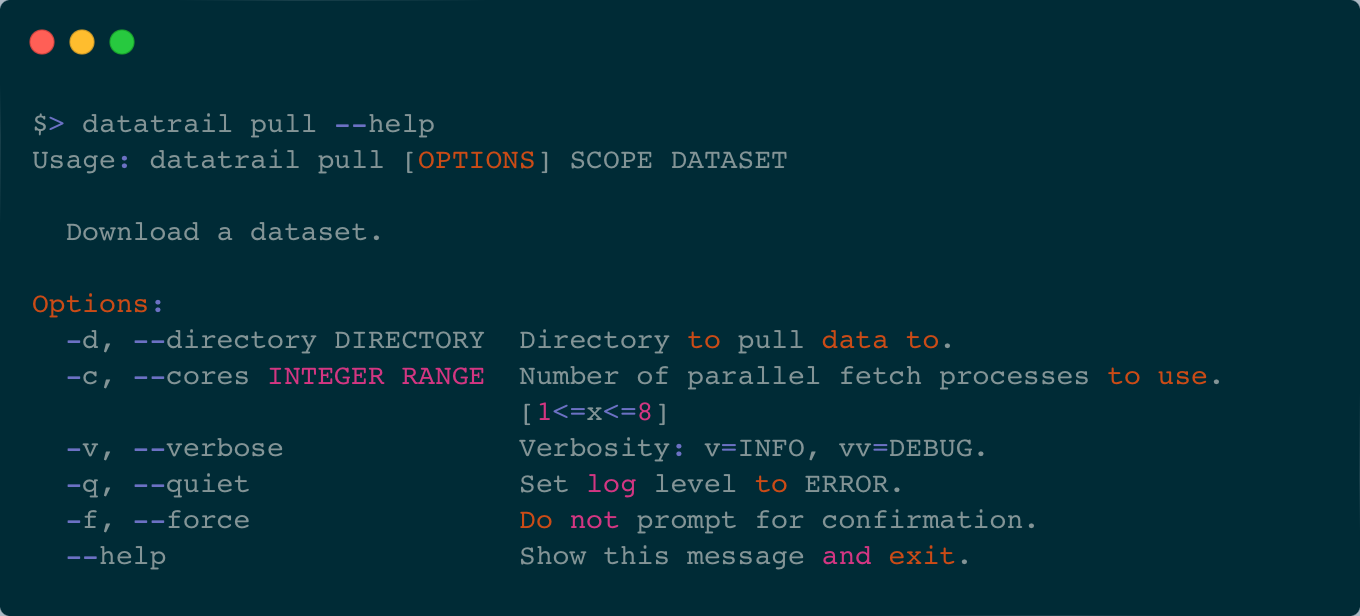 $> datatrail pull --help
Usage: datatrail pull [OPTIONS] SCOPE DATASET
Download a dataset.
Options:
-d, --directory DIRECTORY  Directory to pull data to.
-c, --cores INTEGER RANGE  Number of parallel fetch processes to use.
[1<=x<=8]
-v, --verbose  Verbosity: v=INFO, vv=DEBUG.
-q, --quiet  Set log level to ERROR.
-f, --force  Do not prompt for confirmation.
--help  Show this message and exit.